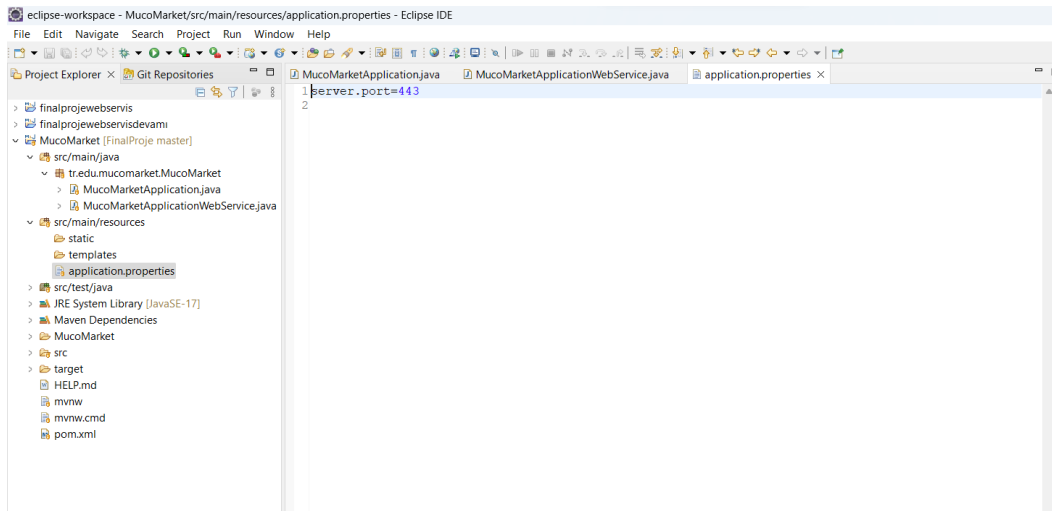 eclipse-workspace - MucoMarket/src/main/resources/application.properties - Eclipse IDE
File Edit Navigate Search Project Run Window Help
Project Explorer Git Repositories
finalprojewebservis
finalprojewebservisdevamı
MucoMarket [FinalProje master]
src/main/java
tr.edu.mucomarket.MucoMarket
MucoMarketApplication.java
MucoMarketApplicationWebService.java
src/main/resources
static
templates
application.properties
src/test/java
JRE System Library [JavaSE-17]
Maven Dependencies
MucoMarket
src
target
HELP.md
mvnw
mvnw.cmd
pom.xml
MucoMarketApplication.java MucoMarketApplicationWebService.java application.properties
1 server.port=443
2